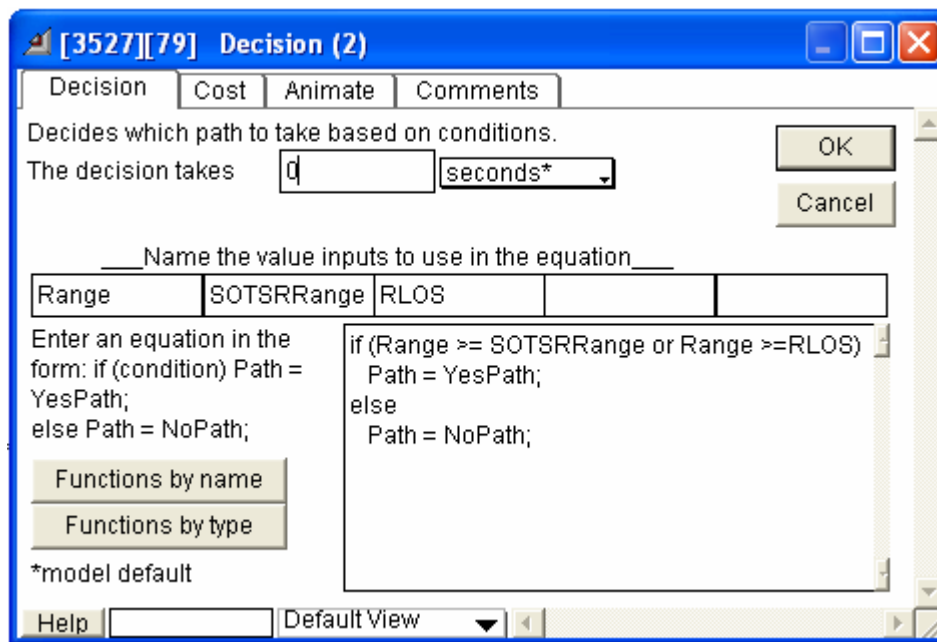 [3527][79] Decision (2)
Decision Cost Animate Comments
Decides which path to take based on conditions.
OK
The decision takes 0 seconds*
Cancel
___Name the value inputs to use in the equation___
Range SOTSRRange RLOS
Enter an equation in the
form: if (condition) Path =
YesPath;
else Path = NoPath;
if (Range >= SOTSRRange or Range >=RLOS)
Path = YesPath;
else
Path = NoPath;
Functions by name
Functions by type
*model default
Help Default View